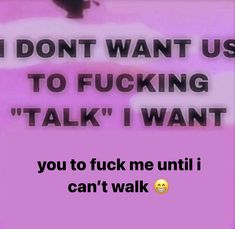 I DONT WANT US
TO FUCKING
"TALK" I WANT
you to fuck me until i
can't walk 😁